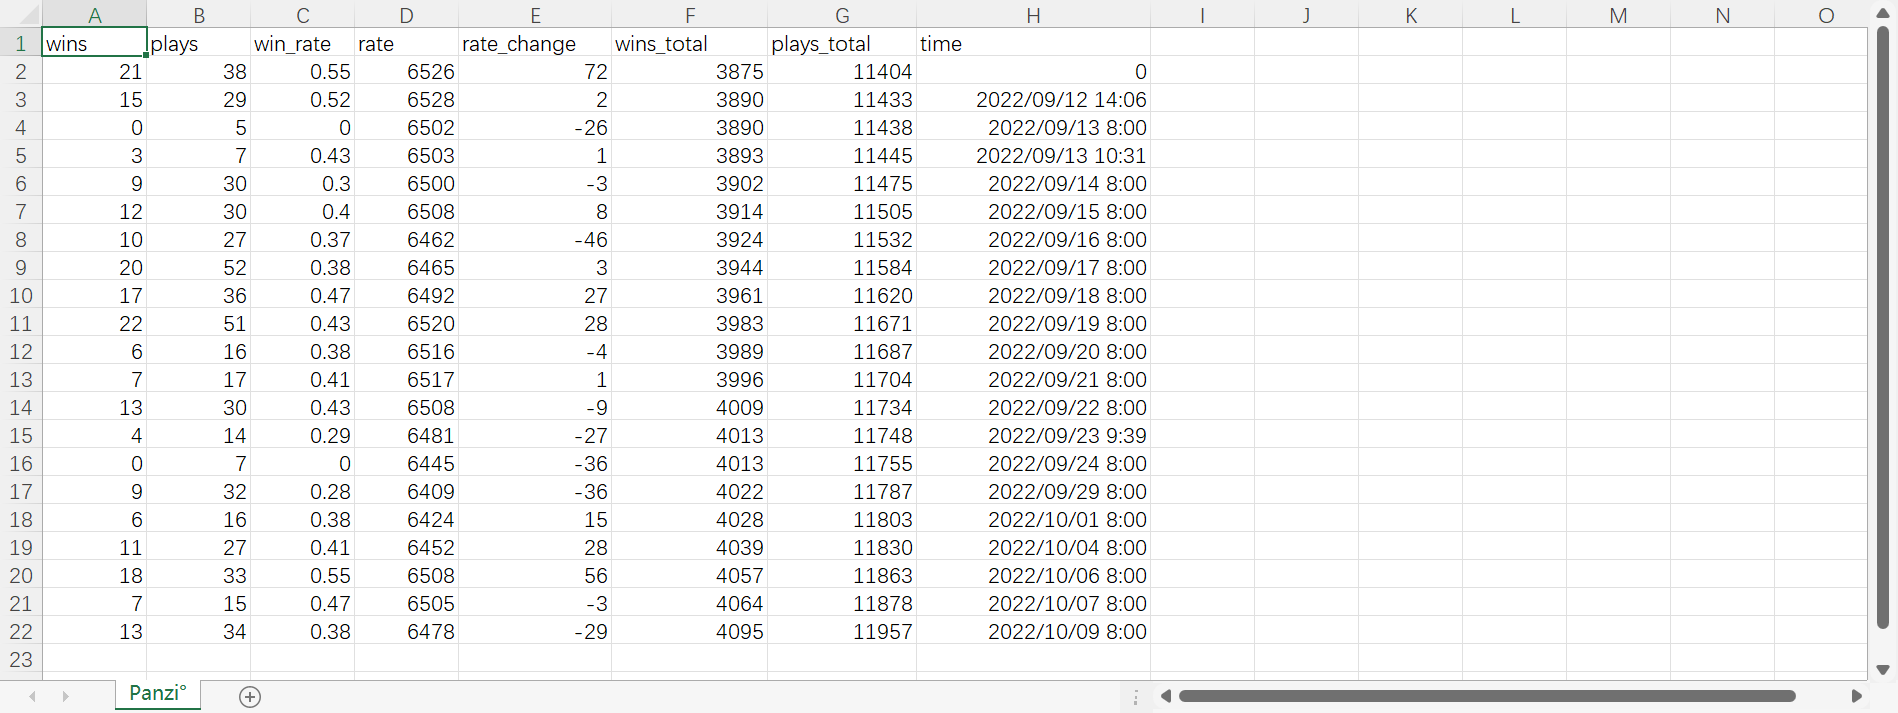 A B C D E F G H I J K L M N O
1 wins plays win_rate rate rate_change wins_total plays_total time
2 21 38 0.55 6526 72 3875 11404 0
3 15 29 0.52 6528 2 3890 11433 2022/09/12 14:06
4 0 5 0 6502 -26 3890 11438 2022/09/13 8:00
5 3 7 0.43 6503 1 3893 11445 2022/09/13 10:31
6 9 30 0.3 6500 -3 3902 11475 2022/09/14 8:00
7 12 30 0.4 6508 8 3914 11505 2022/09/15 8:00
8 10 27 0.37 6462 -46 3924 11532 2022/09/16 8:00
9 20 52 0.38 6465 3 3944 11584 2022/09/17 8:00
10 17 36 0.47 6492 27 3961 11620 2022/09/18 8:00
11 22 51 0.43 6520 28 3983 11671 2022/09/19 8:00
12 6 16 0.38 6516 -4 3989 11687 2022/09/20 8:00
13 7 17 0.41 6517 1 3996 11704 2022/09/21 8:00
14 13 30 0.43 6508 -9 4009 11734 2022/09/22 8:00
15 4 14 0.29 6481 -27 4013 11748 2022/09/23 9:39
16 0 7 0 6445 -36 4013 11755 2022/09/24 8:00
17 9 32 0.28 6409 -36 4022 11787 2022/09/29 8:00
18 6 16 0.38 6424 15 4028 11803 2022/10/01 8:00
19 11 27 0.41 6452 28 4039 11830 2022/10/04 8:00
20 18 33 0.55 6508 56 4057 11863 2022/10/06 8:00
21 7 15 0.47 6505 -3 4064 11878 2022/10/07 8:00
22 13 34 0.38 6478 -29 4095 11957 2022/10/09 8:00
23
Panzi°